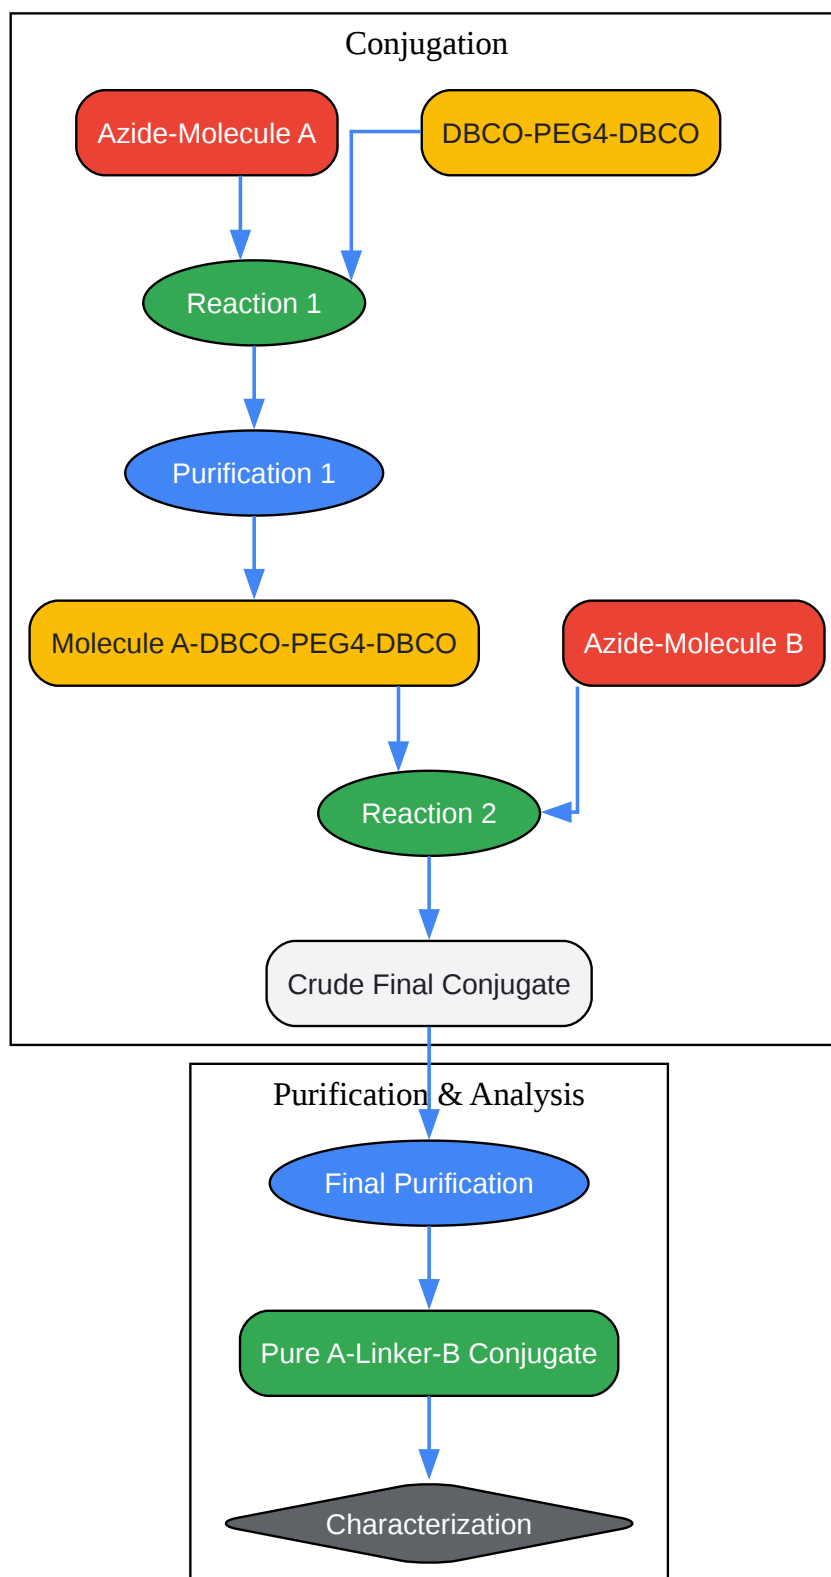 Conjugation
Azide-Molecule A
DBCO-PEG4-DBCO
Reaction 1
Purification 1
Molecule A-DBCO-PEG4-DBCO
Azide-Molecule B
Reaction 2
Crude Final Conjugate
Purification & Analysis
Final Purification
Pure A-Linker-B Conjugate
Characterization